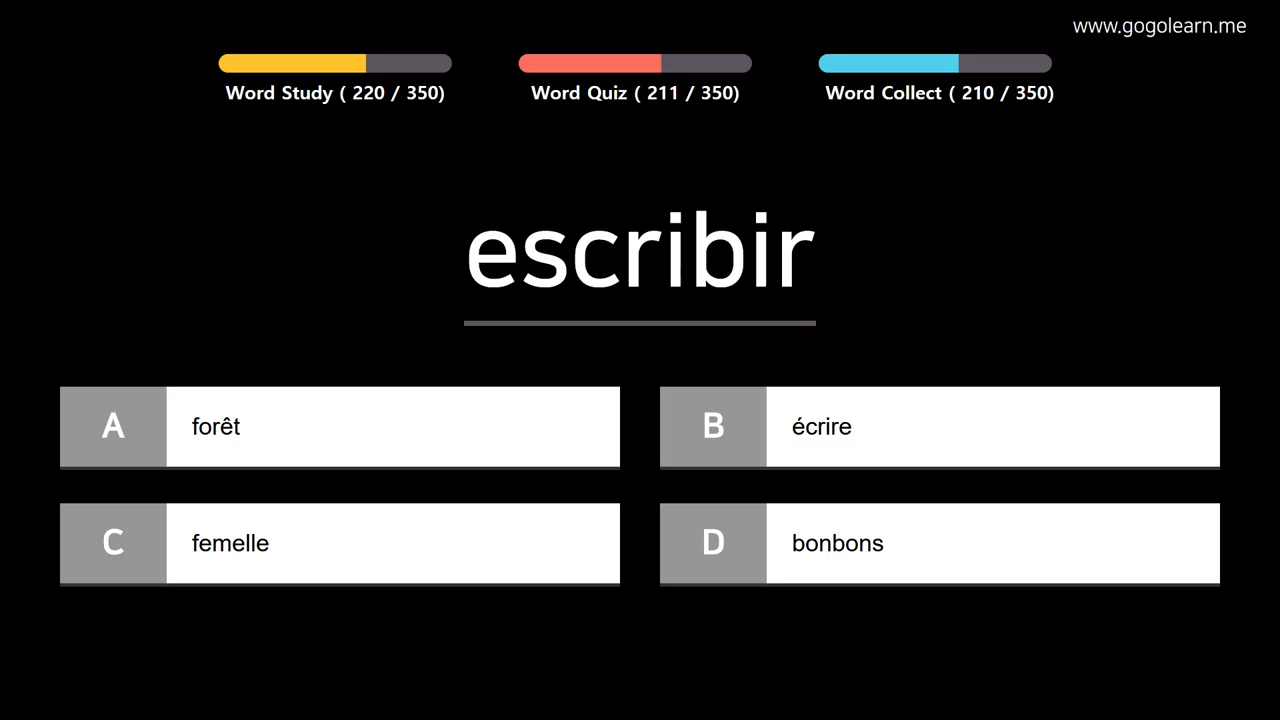 www.gogolearn.me
Word Study ( 220 / 350)
Word Quiz ( 211 / 350)
Word Collect ( 210 / 350)
escribir
A forêt
B écrire
C femelle
D bonbons